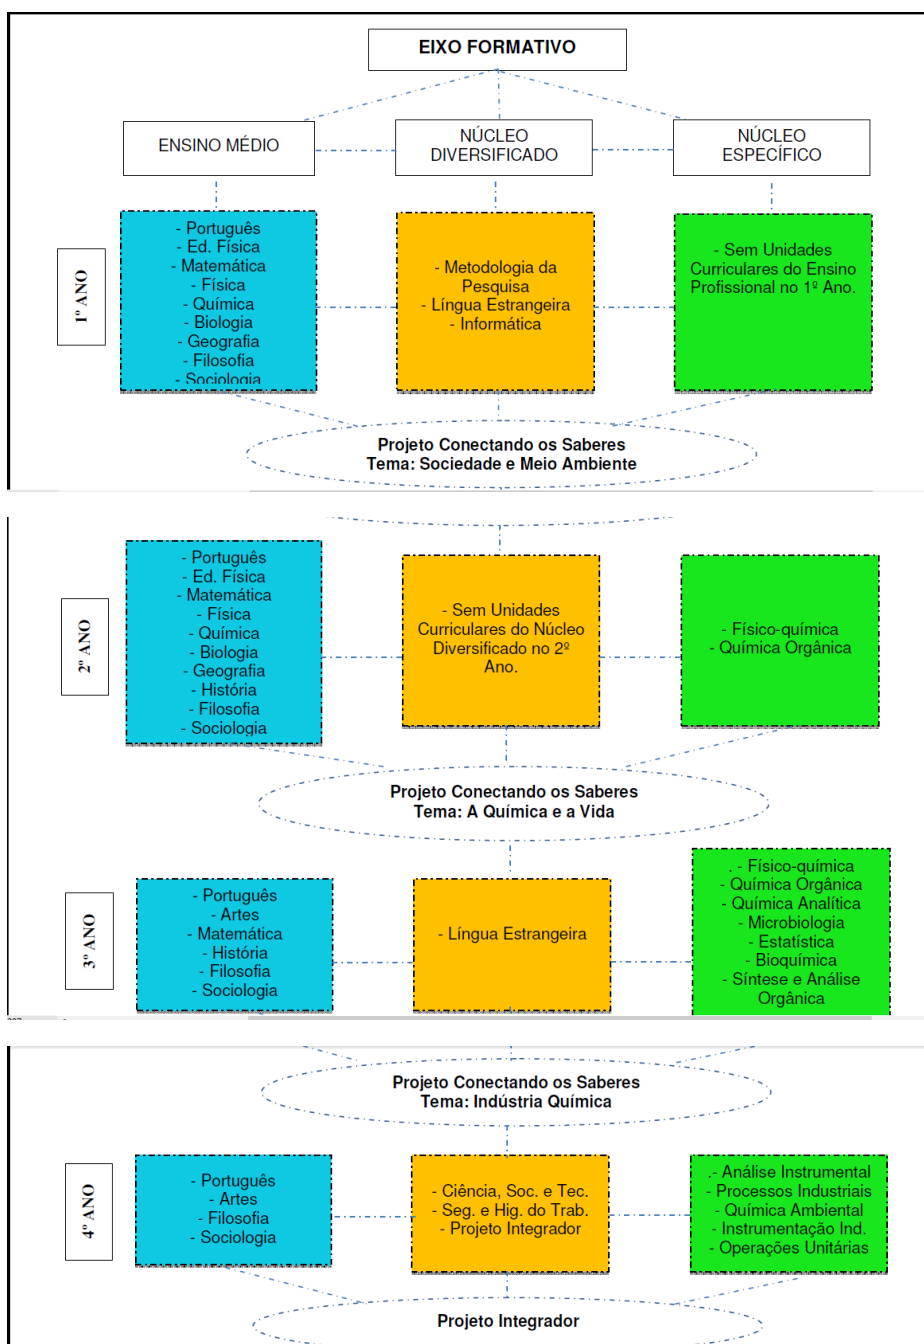 EIXO FORMATIVO
ENSINO MÉDIO
NÚCLEO
DIVERSIFICADO
NÚCLEO
ESPECÍFICO
1º ANO
- Português
- Ed. Física
- Matemática
- Física
- Química
- Biologia
- Geografia
- Filosofia
- Sociologia
- Metodologia da
Pesquisa
- Língua Estrangeira
- Informática
- Sem Unidades
Curriculares do Ensino
Profissional no 1º Ano.
Projeto Conectando os Saberes
Tema: Sociedade e Meio Ambiente
2º ANO
- Português
- Ed. Física
- Matemática
- Física
- Química
- Biologia
- Geografia
- História
- Filosofia
- Sociologia
- Sem Unidades
Curriculares do Núcleo
Diversificado no 2º
Ano.
- Físico-química
- Química Orgânica
Projeto Conectando os Saberes
Tema: A Química e a Vida
3º ANO
- Português
- Artes
- Matemática
- História
- Filosofia
- Sociologia
- Língua Estrangeira
.- Físico-química
- Química Orgânica
- Química Analítica
- Microbiologia
- Estatística
- Bioquímica
- Síntese e Análise
Orgânica
Projeto Conectando os Saberes
Tema: Indústria Química
4º ANO
- Português
- Artes
- Filosofia
- Sociologia
- Ciência, Soc. e Tec.
- Seg. e Hig. do Trab.
- Projeto Integrador
.- Análise Instrumental
- Processos Industriais
- Química Ambiental
- Instrumentação Ind.
- Operações Unitárias
Projeto Integrador